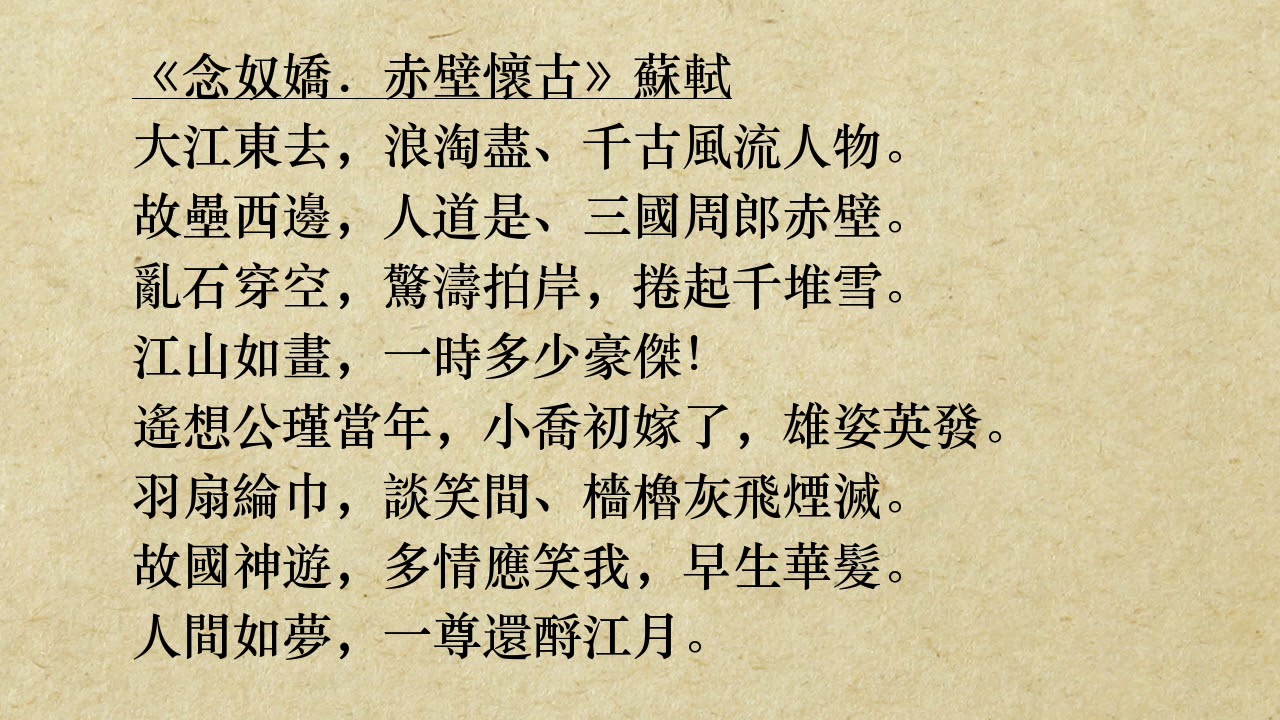 《念奴嬌．赤壁懷古》蘇軾
大江東去，浪淘盡、千古風流人物。
故壘西邊，人道是、三國周郎赤壁。
亂石穿空，驚濤拍岸，捲起千堆雪。
江山如畫，一時多少豪傑！
遙想公瑾當年，小喬初嫁了，雄姿英發。
羽扇綸巾，談笑間、檣櫓灰飛煙滅。
故國神遊，多情應笑我，早生華髮。
人間如夢，一尊還酹江月。